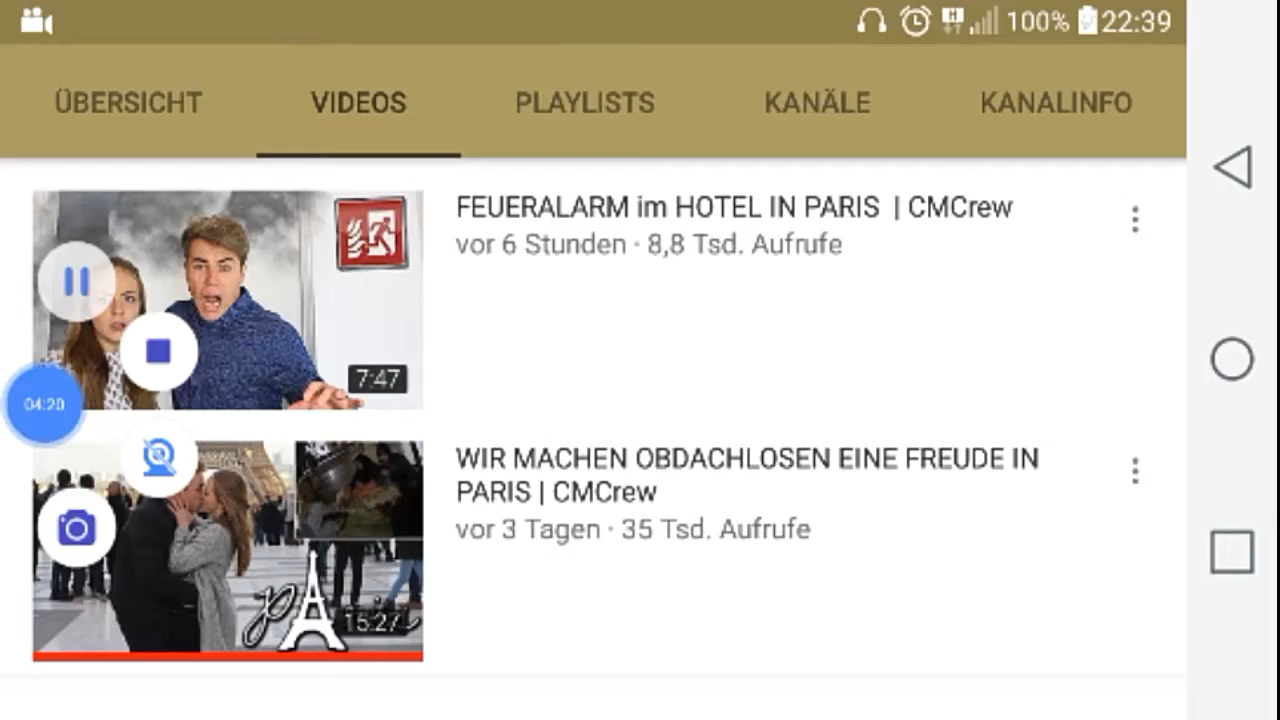 100% 22:39
ÜBERSICHT VIDEOS PLAYLISTS KANÄLE KANALINFO
FEUERALARM im HOTEL IN PARIS | CMCrew
vor 6 Stunden · 8,8 Tsd. Aufrufe
7:47
04:20
WIR MACHEN OBDACHLOSEN EINE FREUDE IN
PARIS | CMCrew
vor 3 Tagen · 35 Tsd. Aufrufe
15:27